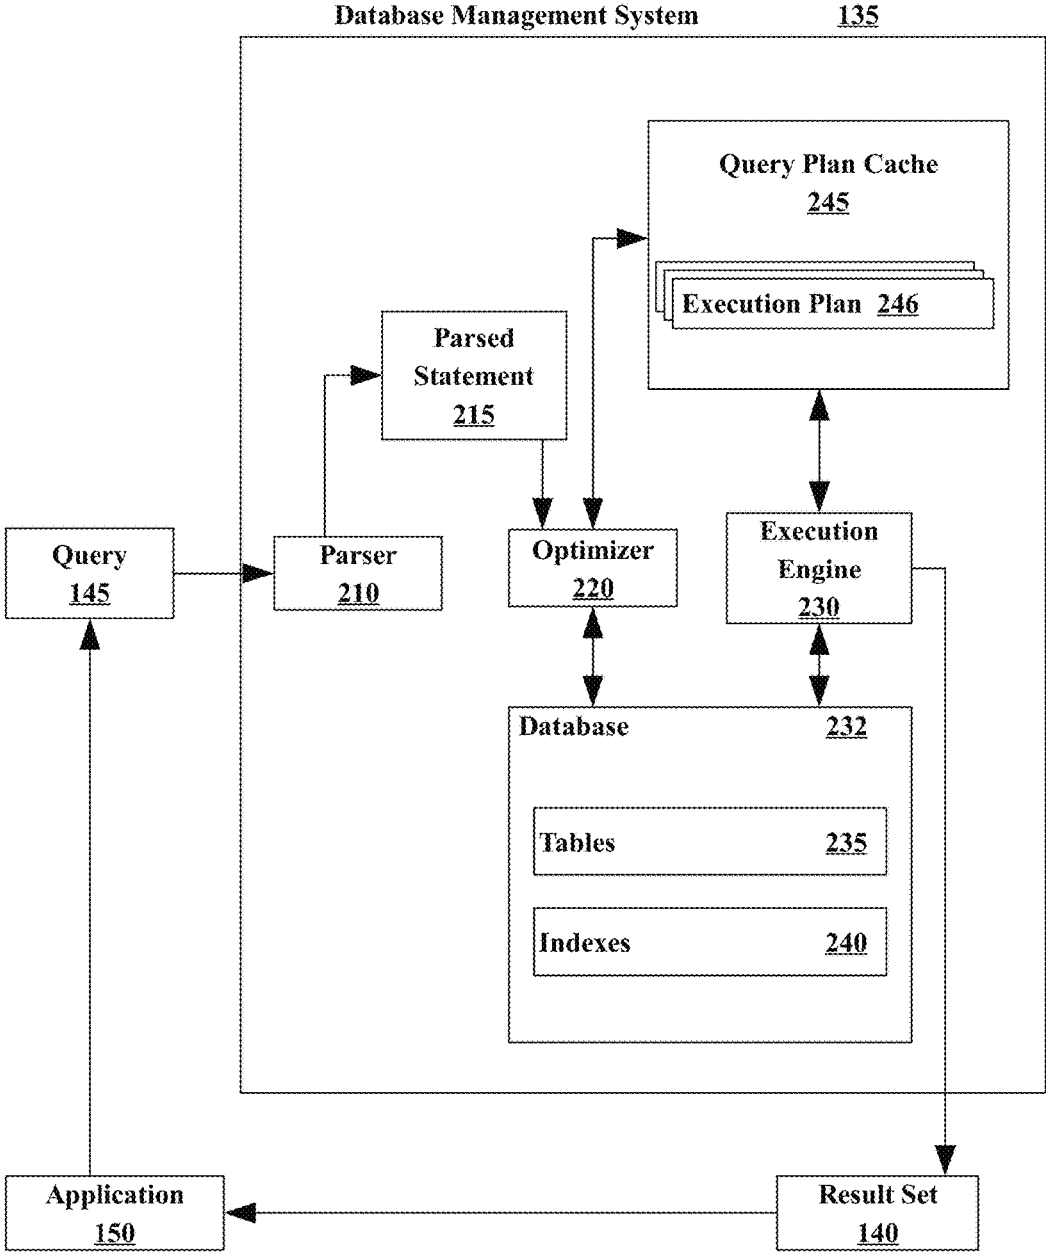 Database Management System 135
Query Plan Cache
245
Execution Plan 246
Parsed
Statement
215
Query
145
Parser
210
Optimizer
220
Execution
Engine
230
Database 232
Tables 235
Indexes 240
Application
150
Result Set
140